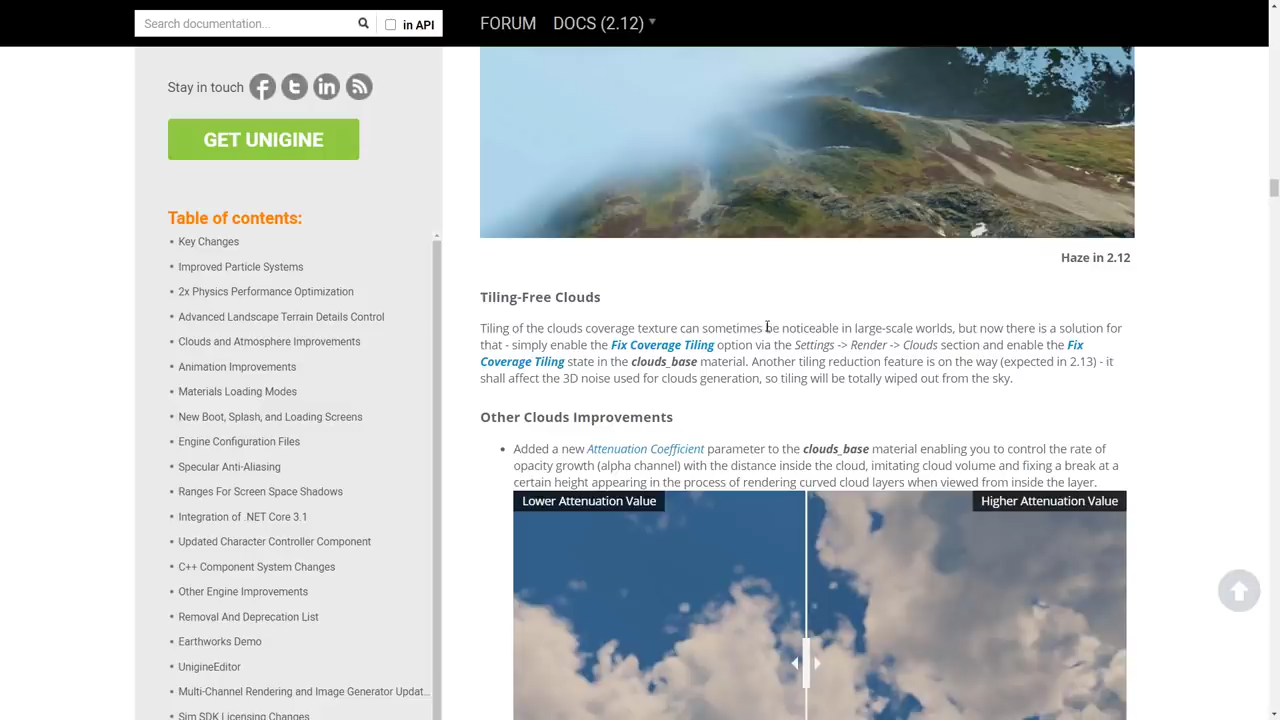 Search documentation...
in API
FORUM
DOCS (2.12)
Stay in touch
GET UNIGINE
Table of contents:
Key Changes
Improved Particle Systems
2x Physics Performance Optimization
Advanced Landscape Terrain Details Control
Clouds and Atmosphere Improvements
Animation Improvements
Materials Loading Modes
New Boot, Splash, and Loading Screens
Engine Configuration Files
Specular Anti-Aliasing
Ranges For Screen Space Shadows
Integration of .NET Core 3.1
Updated Character Controller Component
C++ Component System Changes
Other Engine Improvements
Removal And Deprecation List
Earthworks Demo
UnigineEditor
Multi-Channel Rendering and Image Generator Updat...
Sim SDK Licensing Changes
Haze in 2.12
Tiling-Free Clouds
Tiling of the clouds coverage texture can sometimes be noticeable in large-scale worlds, but now there is a solution for
that - simply enable the Fix Coverage Tiling option via the Settings -> Render -> Clouds section and enable the Fix
Coverage Tiling state in the clouds_base material. Another tiling reduction feature is on the way (expected in 2.13) - it
shall affect the 3D noise used for clouds generation, so tiling will be totally wiped out from the sky.
Other Clouds Improvements
Added a new Attenuation Coefficient parameter to the clouds_base material enabling you to control the rate of
opacity growth (alpha channel) with the distance inside the cloud, imitating cloud volume and fixing a break at a
certain height appearing in the process of rendering curved cloud layers when viewed from inside the layer.
Lower Attenuation Value
Higher Attenuation Value